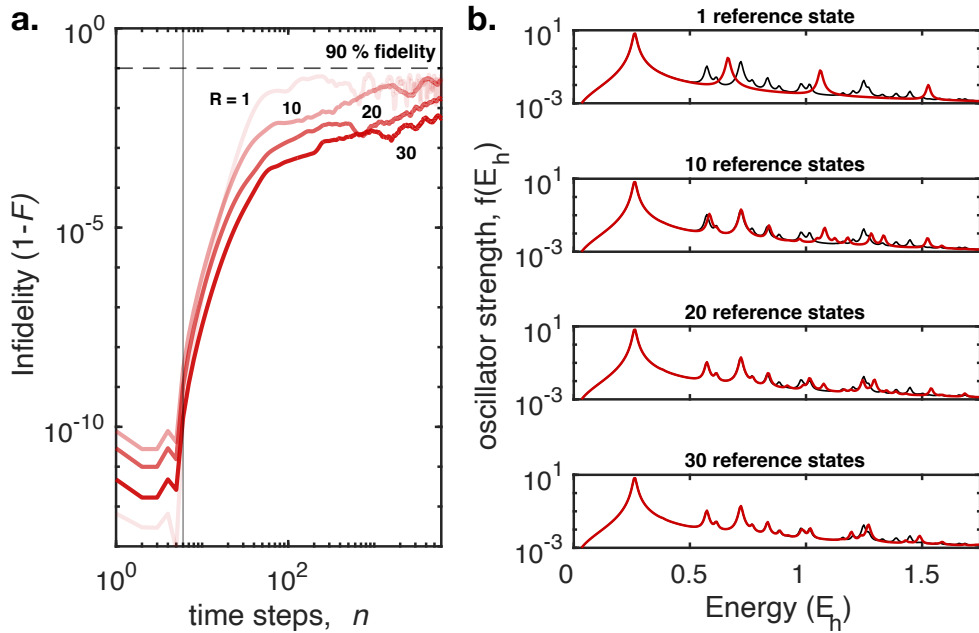 a.
10^0
10^-5
10^-10
Infidelity (1-F)
90 % fidelity
R = 1
10
20
30
10^0
10^2
time steps, n
b.
1 reference state
10^1
10^-3
10 reference states
10^1
10^-3
20 reference states
10^1
10^-3
30 reference states
10^1
10^-3
oscillator strength, f(E_h)
0
0.5
1
1.5
Energy (E_h)